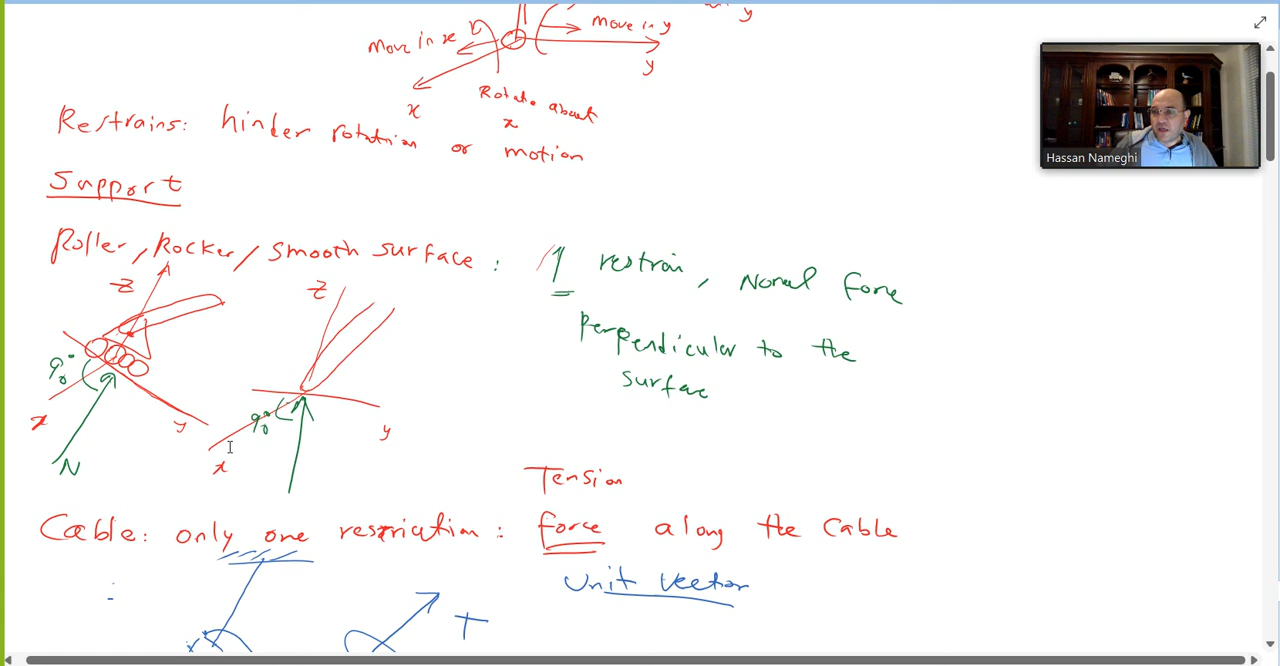 y
Move in x
Move in y
y
x
Rotate about
x
Restrains: hinder rotation or motion
Support
Roller, Rocker / Smooth surface : 1 restrain, Nomal force
perpendicular to the
surface
z
z
90°
x
y
N
90°
x
y
Tension
Cable: only one restriction: force along the cable
Unit vector
T
Hassan Nameghi